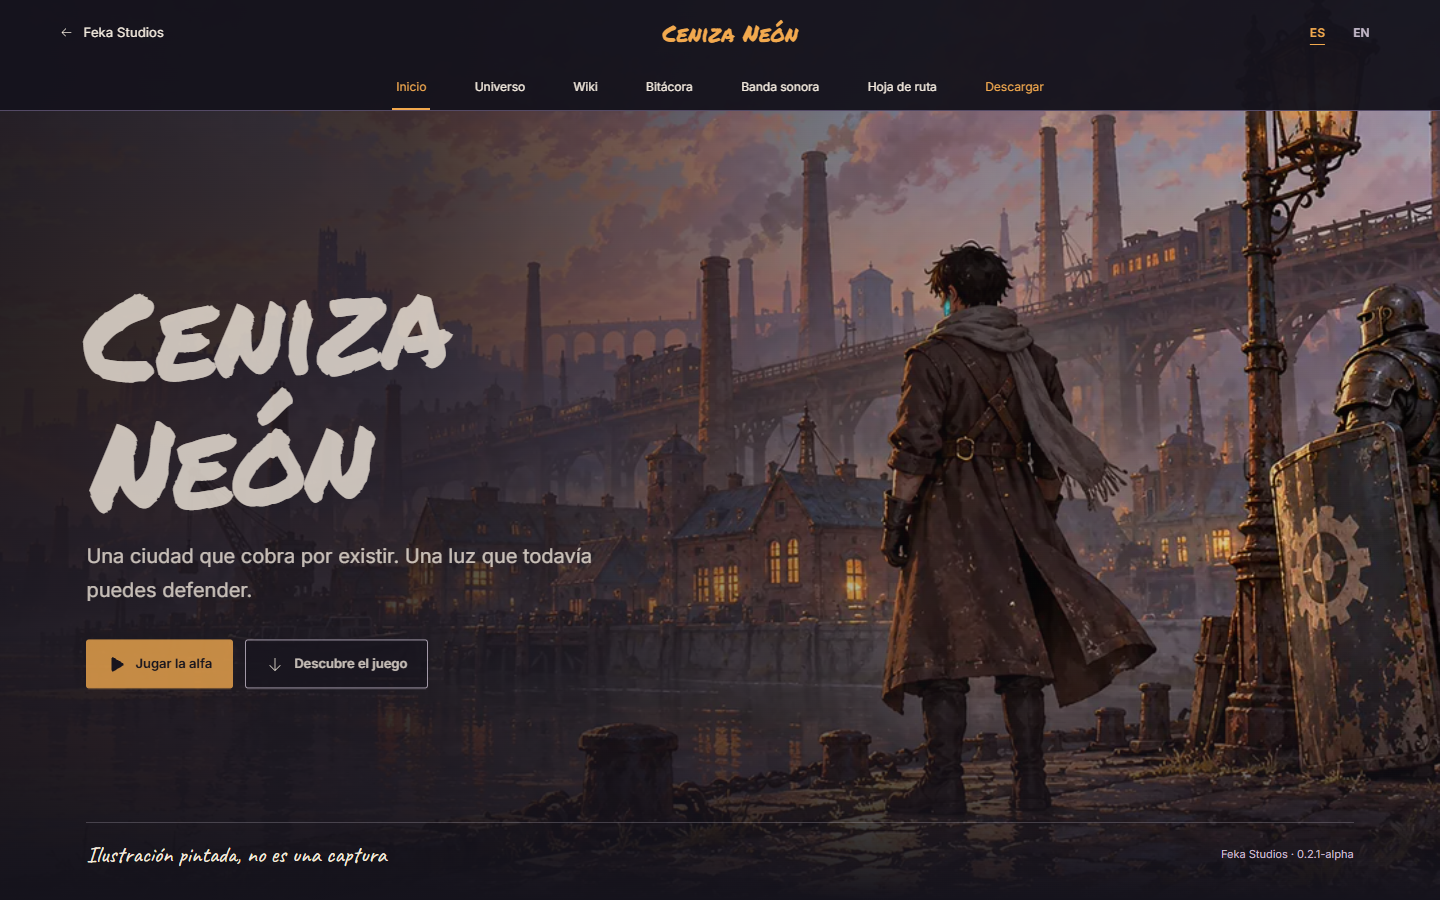 Feka Studios
Ceniza Neón
ES EN
Inicio Universo Wiki Bitácora Banda sonora Hoja de ruta Descargar
Ceniza
Neón
Una ciudad que cobra por existir. Una luz que todavía
puedes defender.
Jugar la alfa Descubre el juego
Ilustración pintada, no es una captura
Feka Studios · 0.2.1-alpha